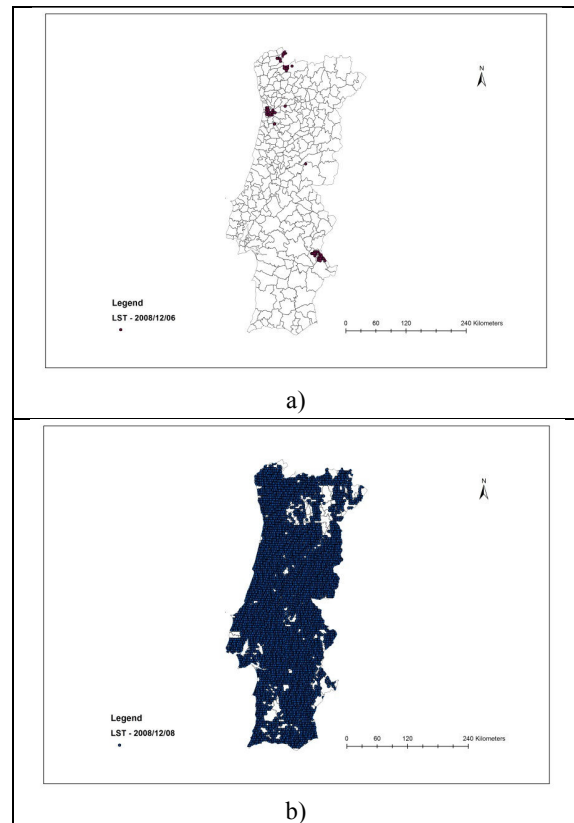 N
Legend
LST - 2008/12/06
0 60 120 240 Kilometers
a)
N
Legend
LST - 2008/12/08
0 60 120 240 Kilometers
b)